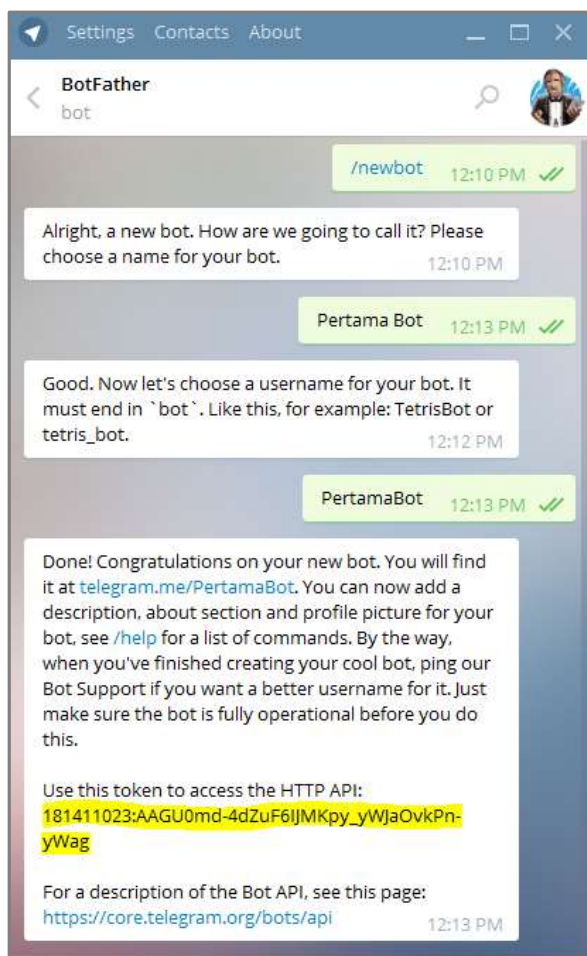 Settings Contacts About
BotFather
bot
/newbot 12:10 PM
Alright, a new bot. How are we going to call it? Please
choose a name for your bot.
12:10 PM
Pertama Bot 12:13 PM
Good. Now let's choose a username for your bot. It
must end in `bot`. Like this, for example: TetrisBot or
tetris_bot.
12:12 PM
PertamaBot 12:13 PM
Done! Congratulations on your new bot. You will find
it at telegram.me/PertamaBot. You can now add a
description, about section and profile picture for your
bot, see /help for a list of commands. By the way,
when you've finished creating your cool bot, ping our
Bot Support if you want a better username for it. Just
make sure the bot is fully operational before you do
this.
Use this token to access the HTTP API:
181411023:AAGU0md-4dZuF6IJMKpy_yWJaOvkPn-
yWag
For a description of the Bot API, see this page:
https://core.telegram.org/bots/api 12:13 PM